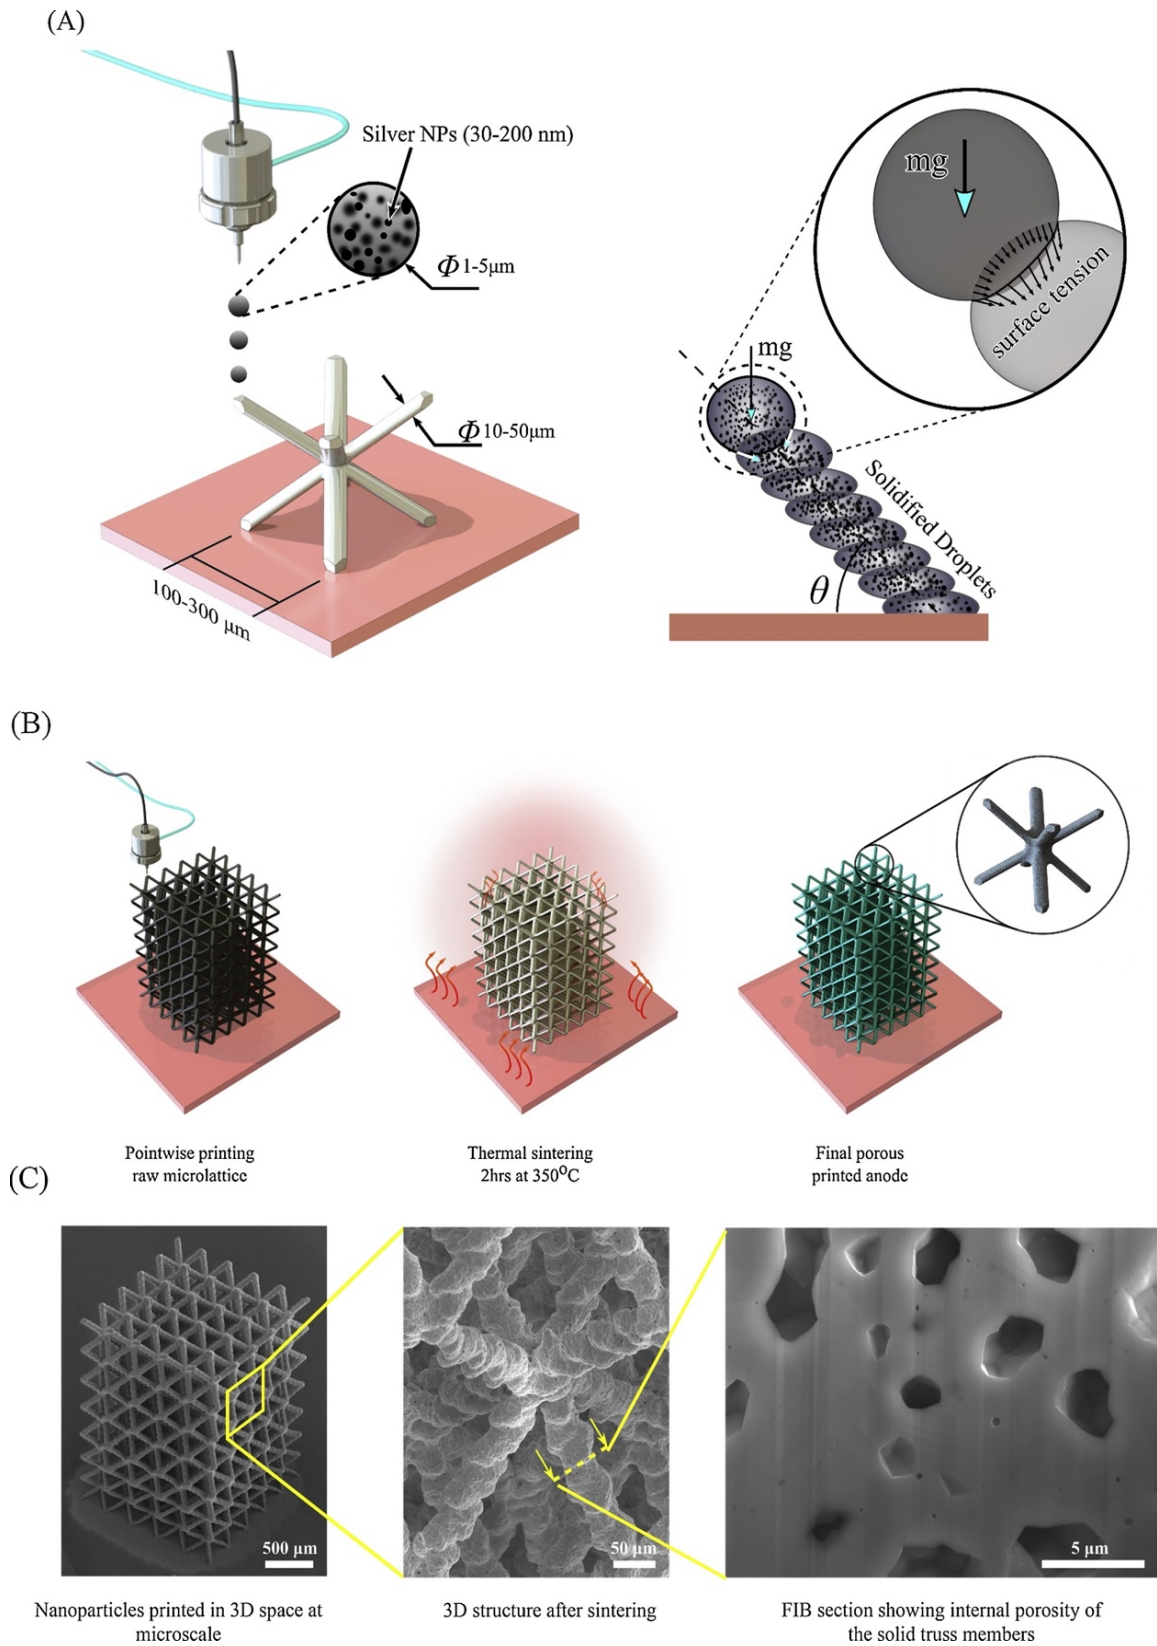 (A)
Silver NPs (30-200 nm)
Φ 1-5μm
Φ 10-50μm
100-300 μm
mg
surface tension
mg
Solidified Droplets
θ
(B)
Pointwise printing
raw microlattice
Thermal sintering
2hrs at 350⁰C
Final porous
printed anode
(C)
500 μm
50 μm
5 μm
Nanoparticles printed in 3D space at
microscale
3D structure after sintering
FIB section showing internal porosity of
the solid truss members